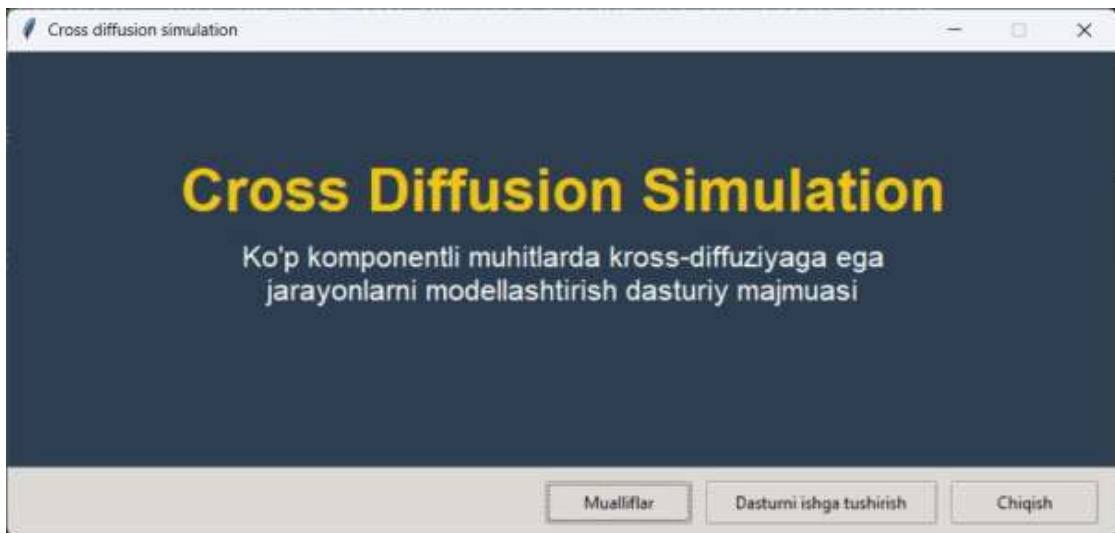 Cross diffusion simulation
Cross Diffusion Simulation
Ko'p komponentli muhitlarda kross-diffuziyaga ega
jarayonlarni modellashtirish dasturiy majmuasi
Mualliflar
Dasturni ishga tushirish
Chiqish